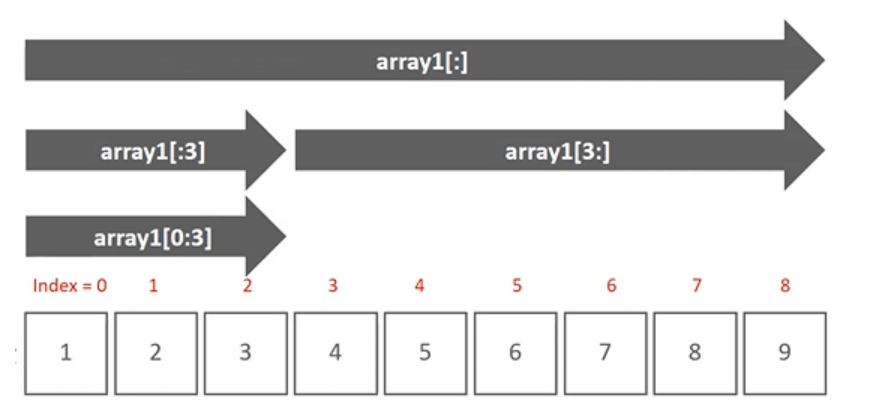 array1[:]
array1[:3] array1[3:]
array1[0:3]
Index = 0 1 2 3 4 5 6 7 8
1 2 3 4 5 6 7 8 9